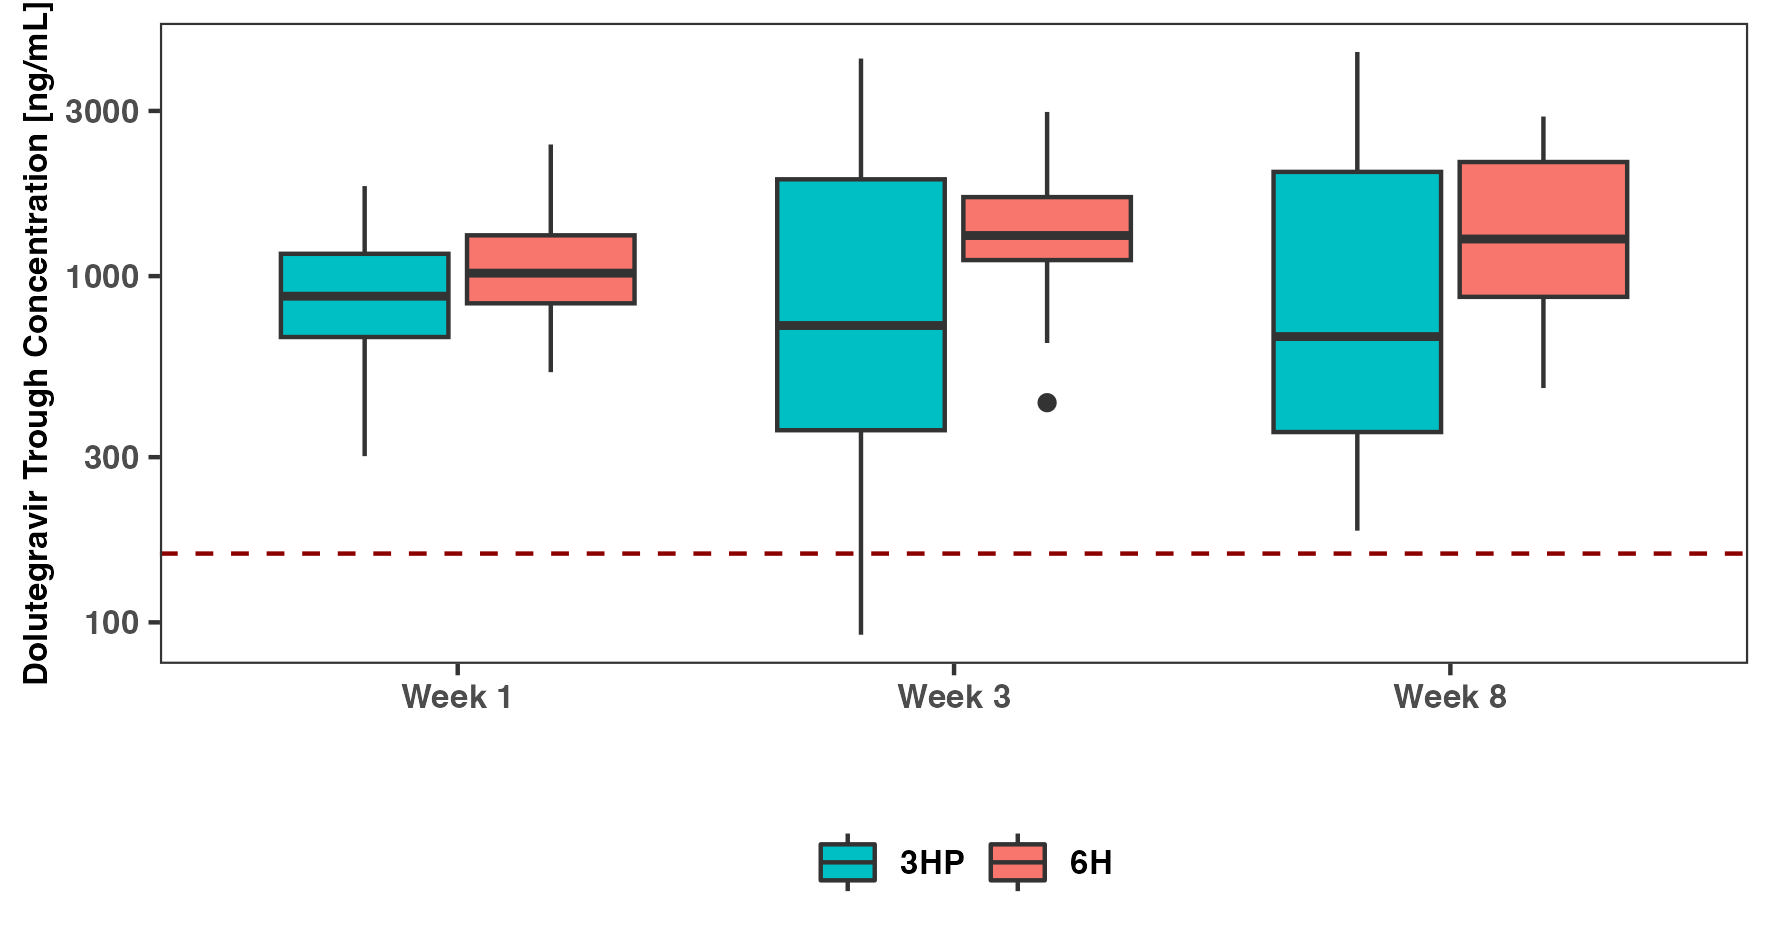 Dolutegravir Trough Concentration [ng/mL]
3000
1000
300
100
Week 1
Week 3
Week 8
3HP
6H